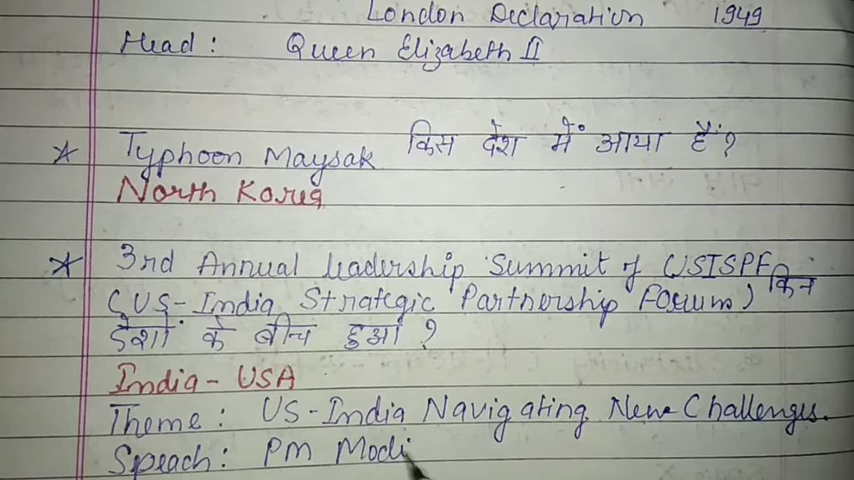 London Declaration 1949
Head: Queen Elizabeth II
* Typhoon Maysak किस देश में आया है?
North Korea
* 3rd Annual leadership Summit of USISPF किन
(US-India Strategic Partnership Forum)
देशों के बीच हुआ?
India-USA
Theme: US-India Navigating New Challenges.
Speach: PM Modi